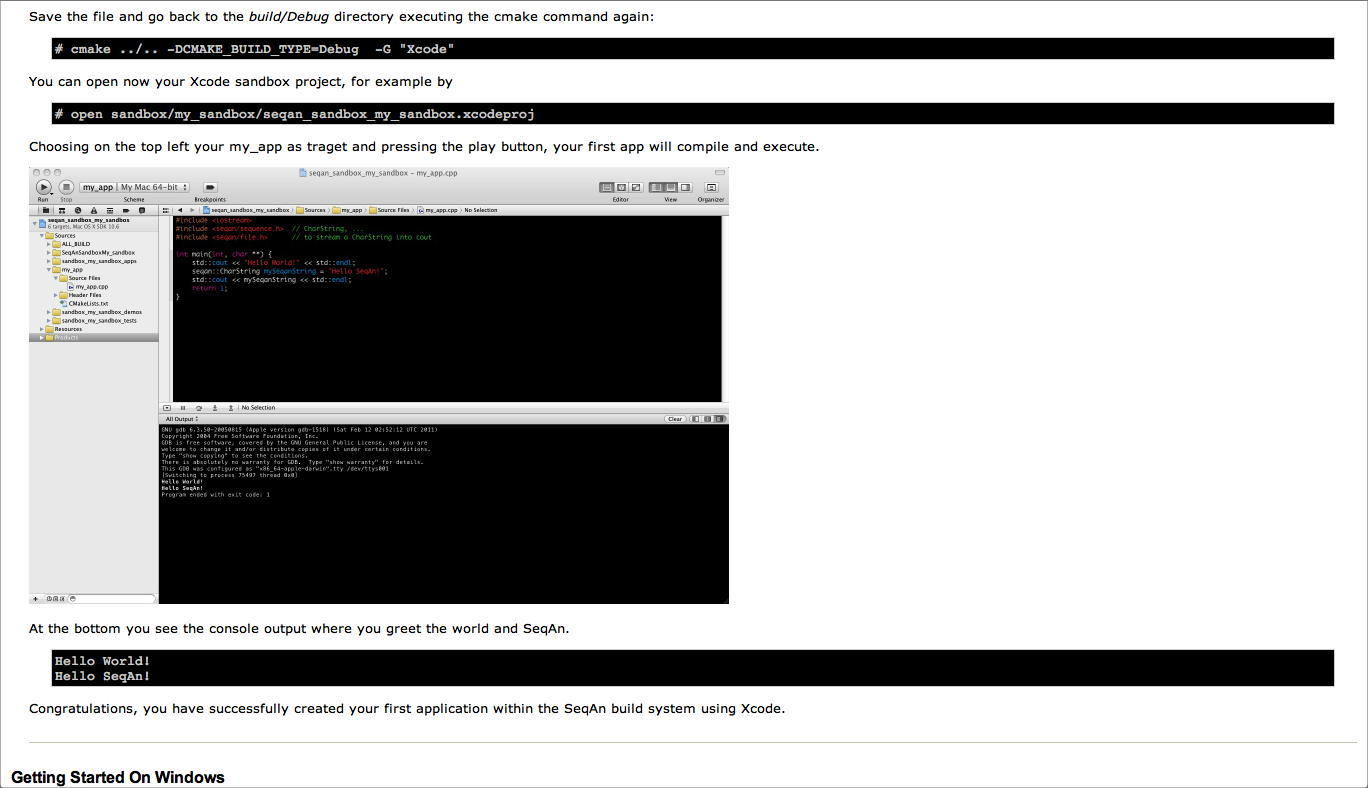 Save the file and go back to the build/Debug directory executing the cmake command again:
# cmake ../.. -DCMAKE_BUILD_TYPE=Debug  -G "Xcode"
You can open now your Xcode sandbox project, for example by
# open sandbox/my_sandbox/seqan_sandbox_my_sandbox.xcodeproj
Choosing on the top left your my_app as traget and pressing the play button, your first app will compile and execute.
seqan_sandbox_my_sandbox – my_app.cpp
my_app | My Mac 64-bit
Run Stop Scheme Breakpoints Editor View Organizer
seqan_sandbox_my_sandbox Sources my_app Source Files my_app.cpp No Selection
seqan_sandbox_my_sandbox
6 targets, Mac OS X SDK 10.6
Sources
ALL_BUILD
SeqAnSandboxMy_sandbox
sandbox_my_sandbox_apps
my_app
Source Files
my_app.cpp
Header Files
CMakeLists.txt
sandbox_my_sandbox_demos
sandbox_my_sandbox_tests
Resources
Products
#include <iostream>
#include <seqan/sequence.h>  // CharString, ...
#include <seqan/file.h>      // to stream a CharString into cout
int main(int, char **) {
std::cout << "Hello World!" << std::endl;
seqan::CharString mySeqanString = "Hello SeqAn!";
std::cout << mySeqanString << std::endl;
return 1;
}
No Selection
All Output
Clear
GNU gdb 6.3.50-20050815 (Apple version gdb-1518) (Sat Feb 12 02:52:12 UTC 2011)
Copyright 2004 Free Software Foundation, Inc.
GDB is free software, covered by the GNU General Public License, and you are
welcome to change it and/or distribute copies of it under certain conditions.
Type "show copying" to see the conditions.
There is absolutely no warranty for GDB.  Type "show warranty" for details.
This GDB was configured as "x86_64-apple-darwin".tty /dev/ttys001
[Switching to process 75497 thread 0x0]
Hello World!
Hello SeqAn!
Program ended with exit code: 1
At the bottom you see the console output where you greet the world and SeqAn.
Hello World!
Hello SeqAn!
Congratulations, you have successfully created your first application within the SeqAn build system using Xcode.
Getting Started On Windows